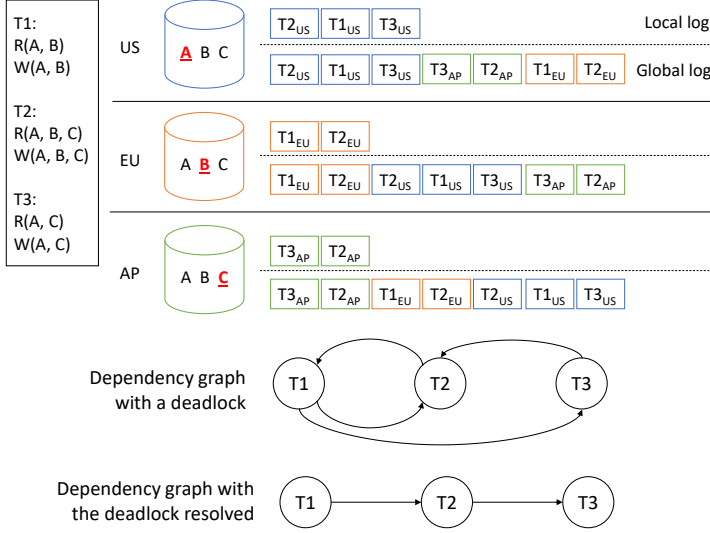 T1:
R(A, B)
W(A, B)
T2:
R(A, B, C)
W(A, B, C)
T3:
R(A, C)
W(A, C)
US
A B C
T2US T1US T3US
Local log
T2US T1US T3US T3AP T2AP T1EU T2EU
Global log
EU
A B C
T1EU T2EU
T1EU T2EU T2US T1US T3US T3AP T2AP
AP
A B C
T3AP T2AP
T3AP T2AP T1EU T2EU T2US T1US T3US
Dependency graph
with a deadlock
T1 T2 T3
Dependency graph with
the deadlock resolved
T1 T2 T3